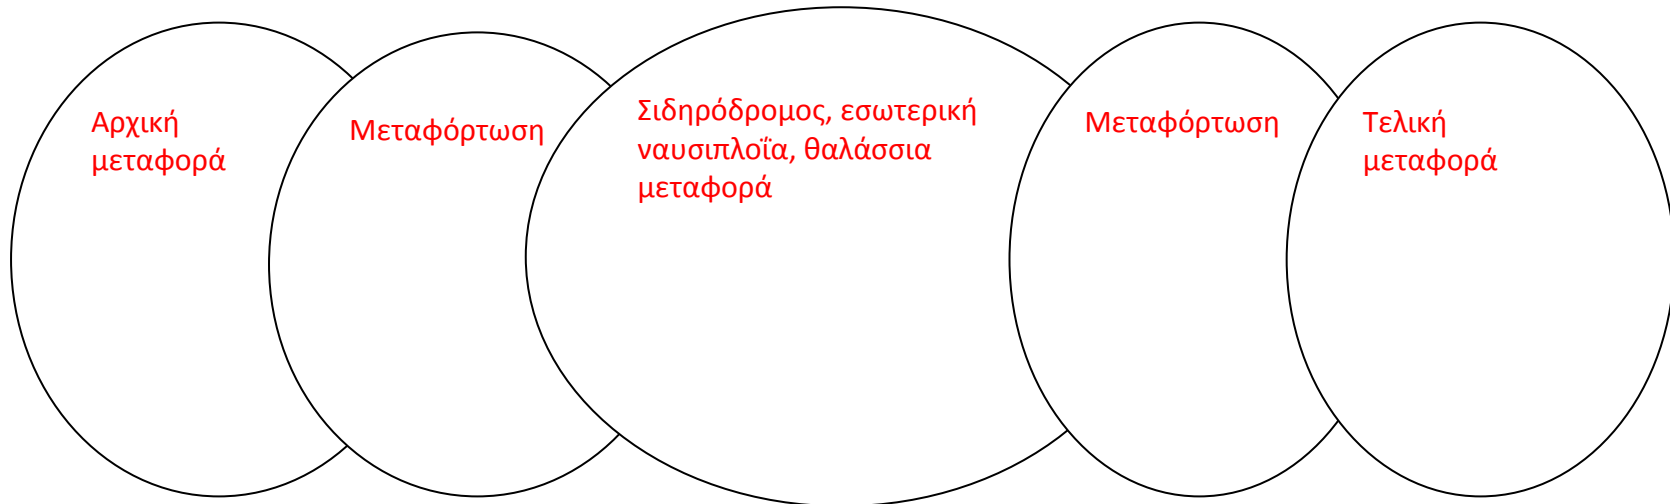 Αρχική
μεταφορά
Μεταφόρτωση
Σιδηρόδρομος, εσωτερική
ναυσιπλοΐα, θαλάσσια
μεταφορά
Μεταφόρτωση
Τελική
μεταφορά